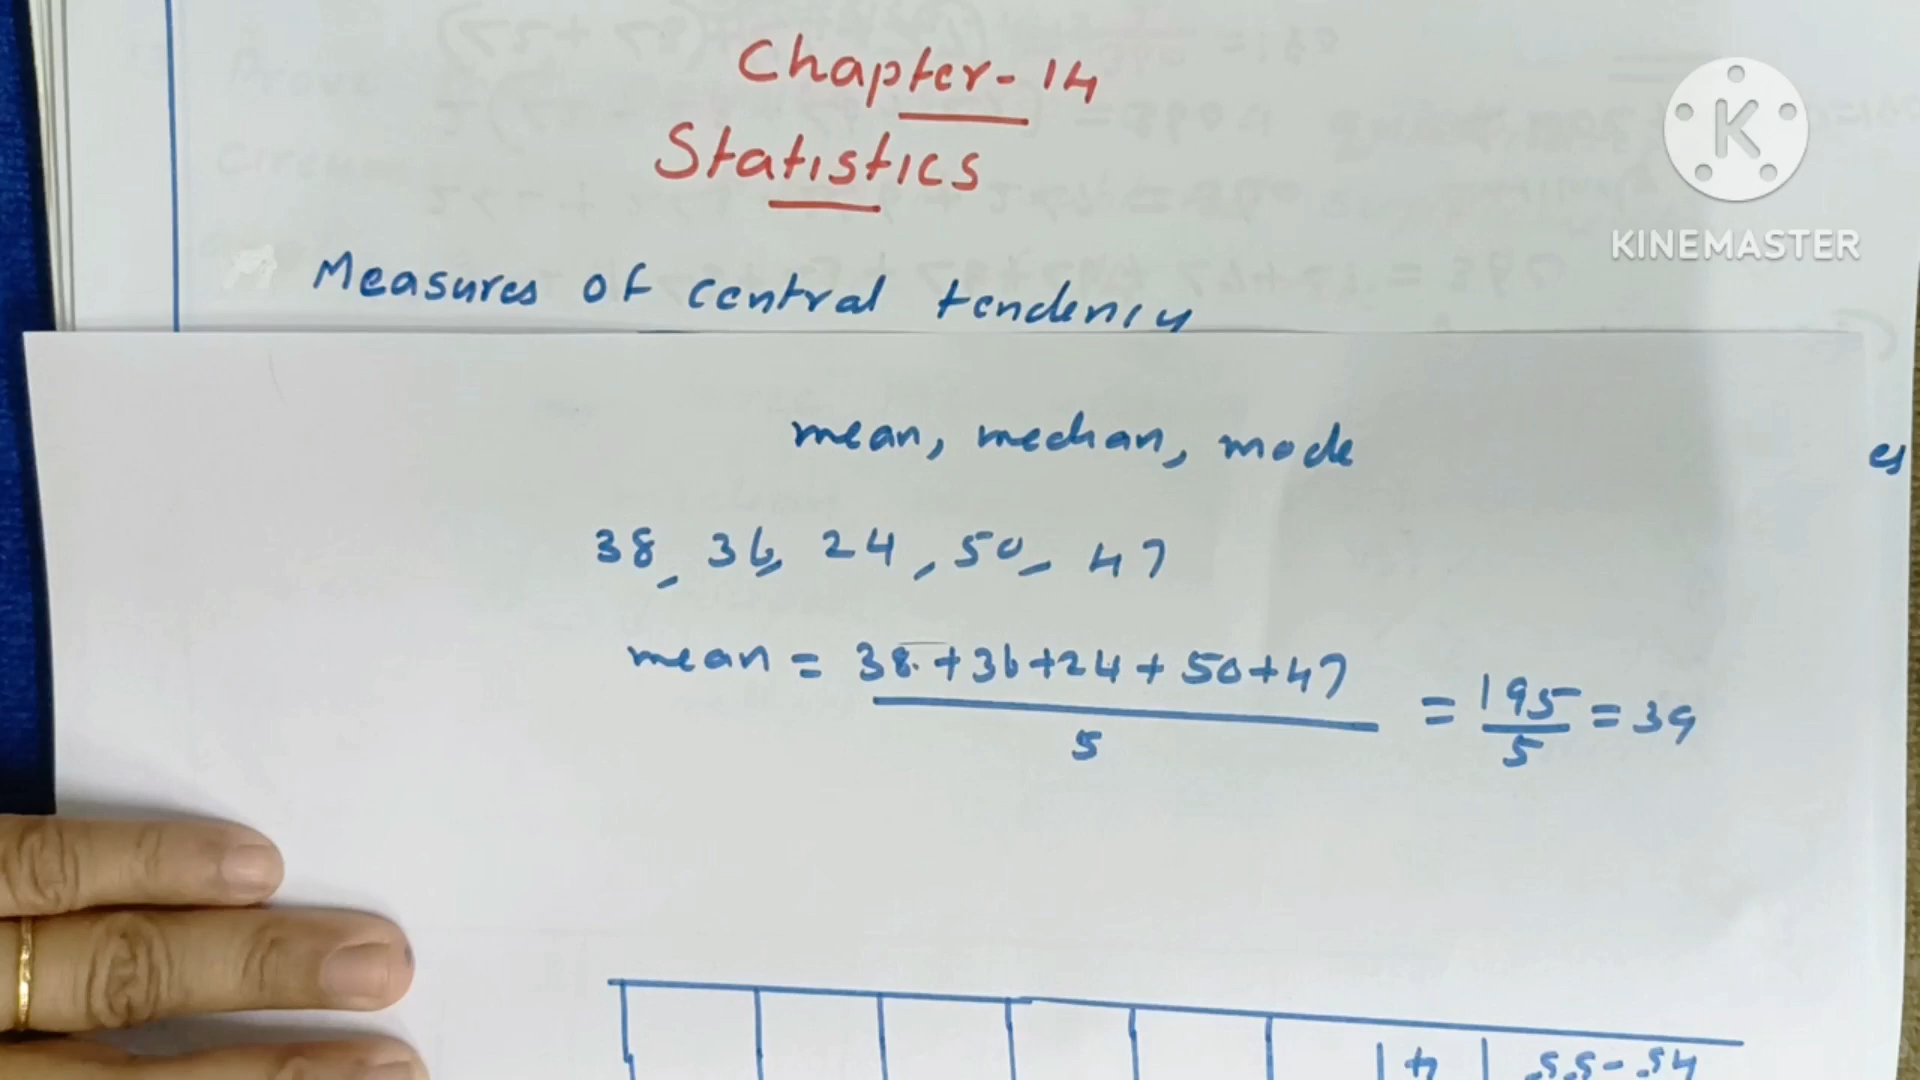 Chapter-14
Statistics
K
KINEMASTER
Measures of central tendency
mean, median, mode
es
38, 36, 24, 50, 47
mean = 38+36+24+50+47 / 5 = 195 / 5 = 39